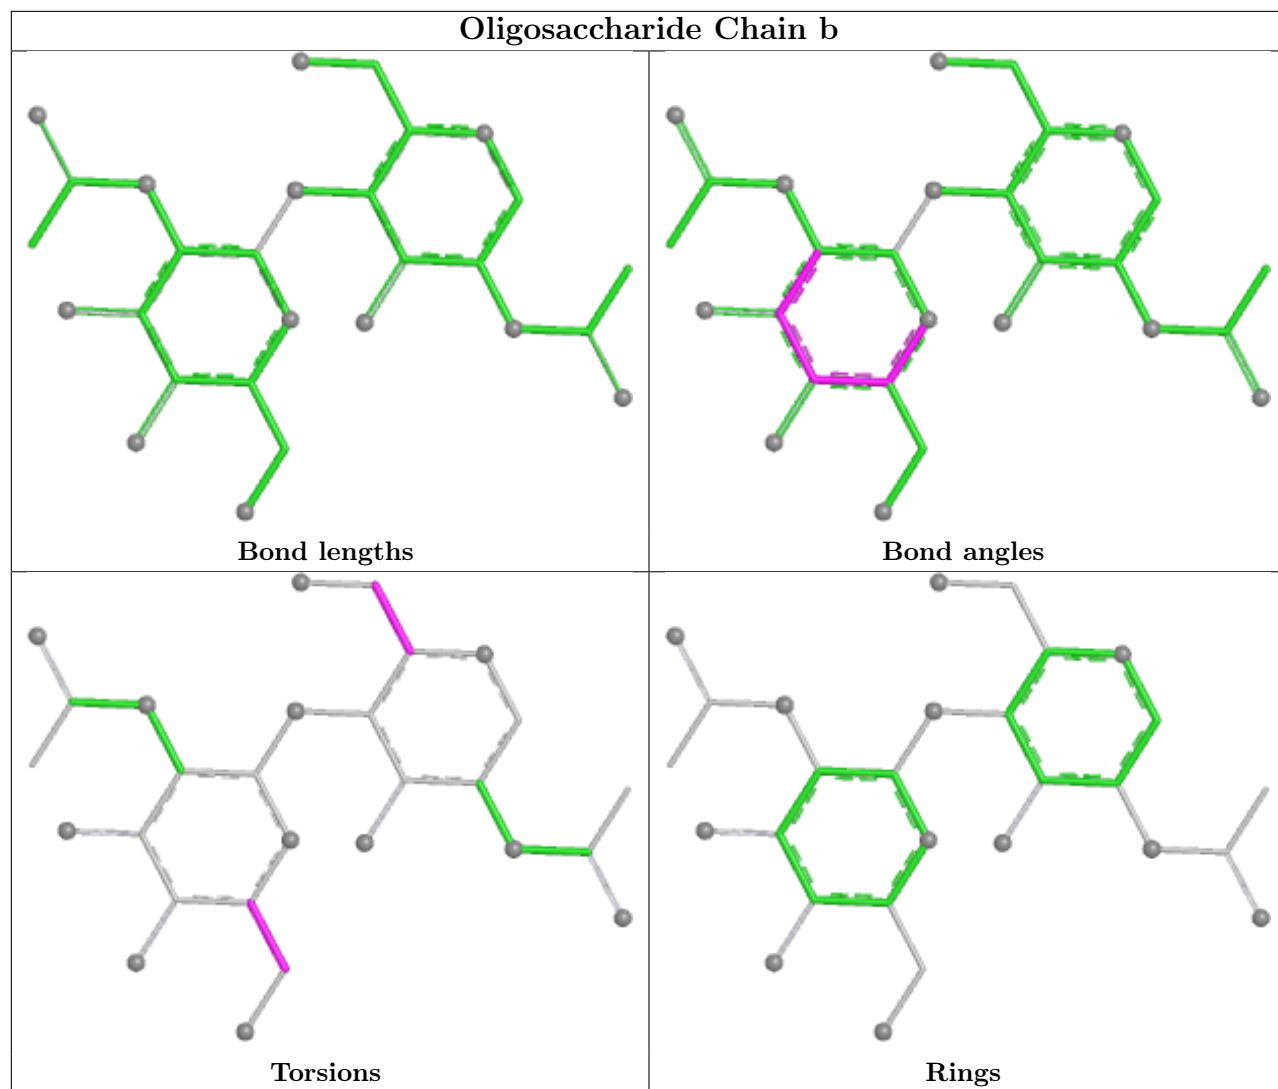 Oligosaccharide Chain b
Bond lengths
Bond angles
Torsions
Rings